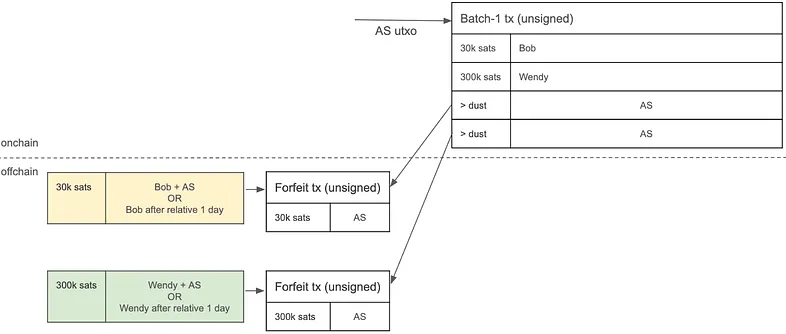 AS utxo
Batch-1 tx (unsigned)
30k sats Bob
300k sats Wendy
> dust AS
> dust AS
onchain
offchain
30k sats
Bob + AS
OR
Bob after relative 1 day
Forfeit tx (unsigned)
30k sats AS
300k sats
Wendy + AS
OR
Wendy after relative 1 day
Forfeit tx (unsigned)
300k sats AS